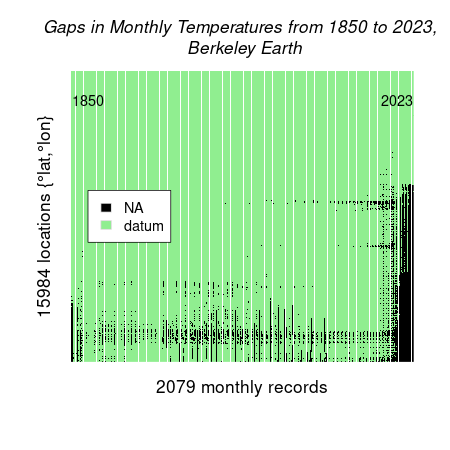 Gaps in Monthly Temperatures from 1850 to 2023,
Berkeley Earth
1850
2023
NA
datum
15984 locations {°lat,°lon}
2079 monthly records